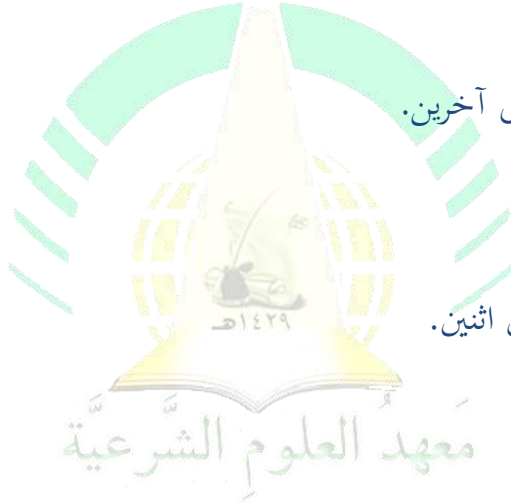 آخرين.
١٤٢٩هـ
اثنين.
مَعهدُ العلومِ الشَّرعيَّة